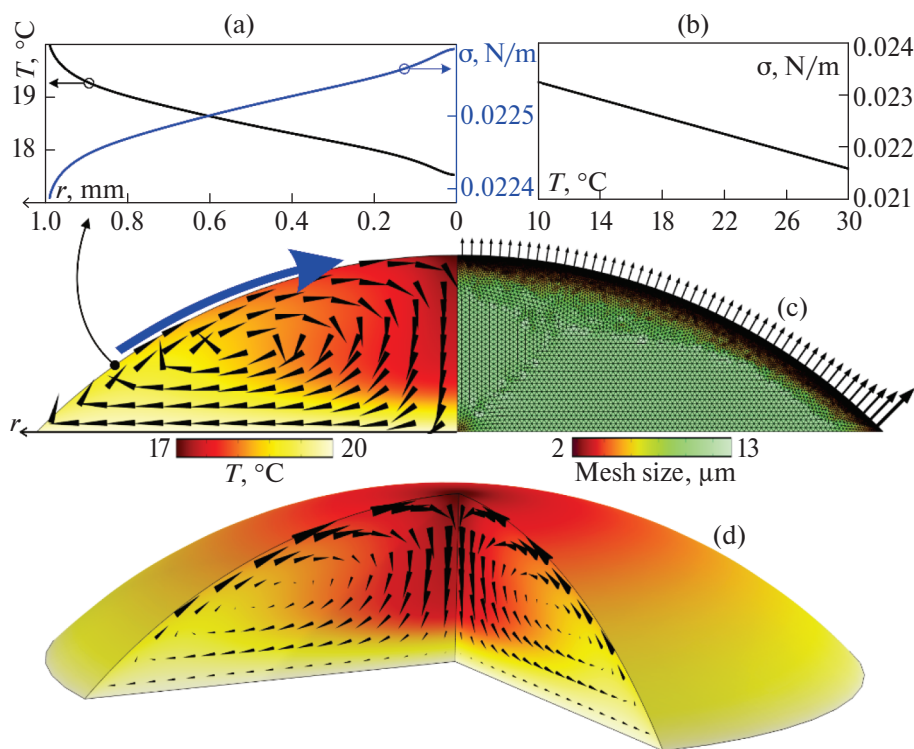 (a)
T, °C
σ, N/m
19
18
0.0225
0.0224
r, mm
1.0 0.8 0.6 0.4 0.2 0
(b)
σ, N/m
0.024
0.023
0.022
0.021
T, °C
10 14 18 22 26 30
(c)
r
17 20
T, °C
2 13
Mesh size, μm
(d)